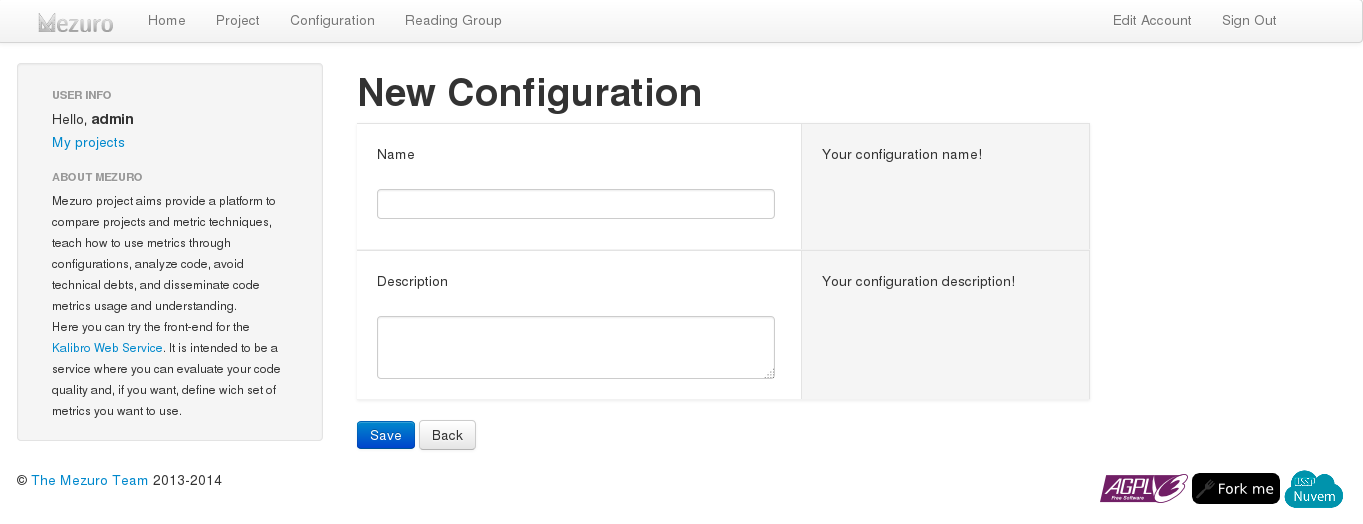 Mezuro Home Project Configuration Reading Group Edit Account Sign Out
USER INFO
Hello, admin
My projects
ABOUT MEZURO
Mezuro project aims provide a platform to
compare projects and metric techniques,
teach how to use metrics through
configurations, analyze code, avoid
technical debts, and disseminate code
metrics usage and understanding.
Here you can try the front-end for the
Kalibro Web Service. It is intended to be a
service where you can evaluate your code
quality and, if you want, define wich set of
metrics you want to use.
New Configuration
Name
Your configuration name!
Description
Your configuration description!
Save Back
© The Mezuro Team 2013-2014
AGPLv3
Free Software
Fork me
USP
Nuvem